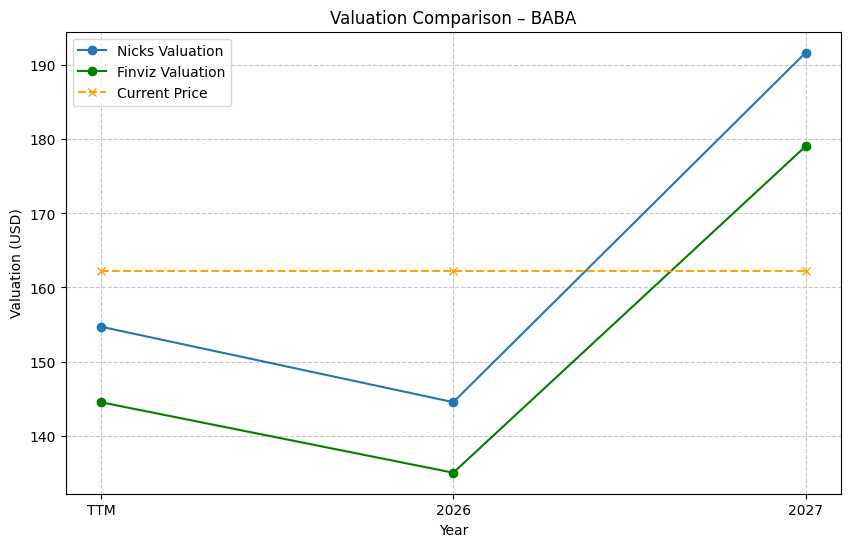 Valuation Comparison – BABA
Nicks Valuation
Finviz Valuation
Current Price
Valuation (USD)
190
180
170
160
150
140
TTM
2026
2027
Year